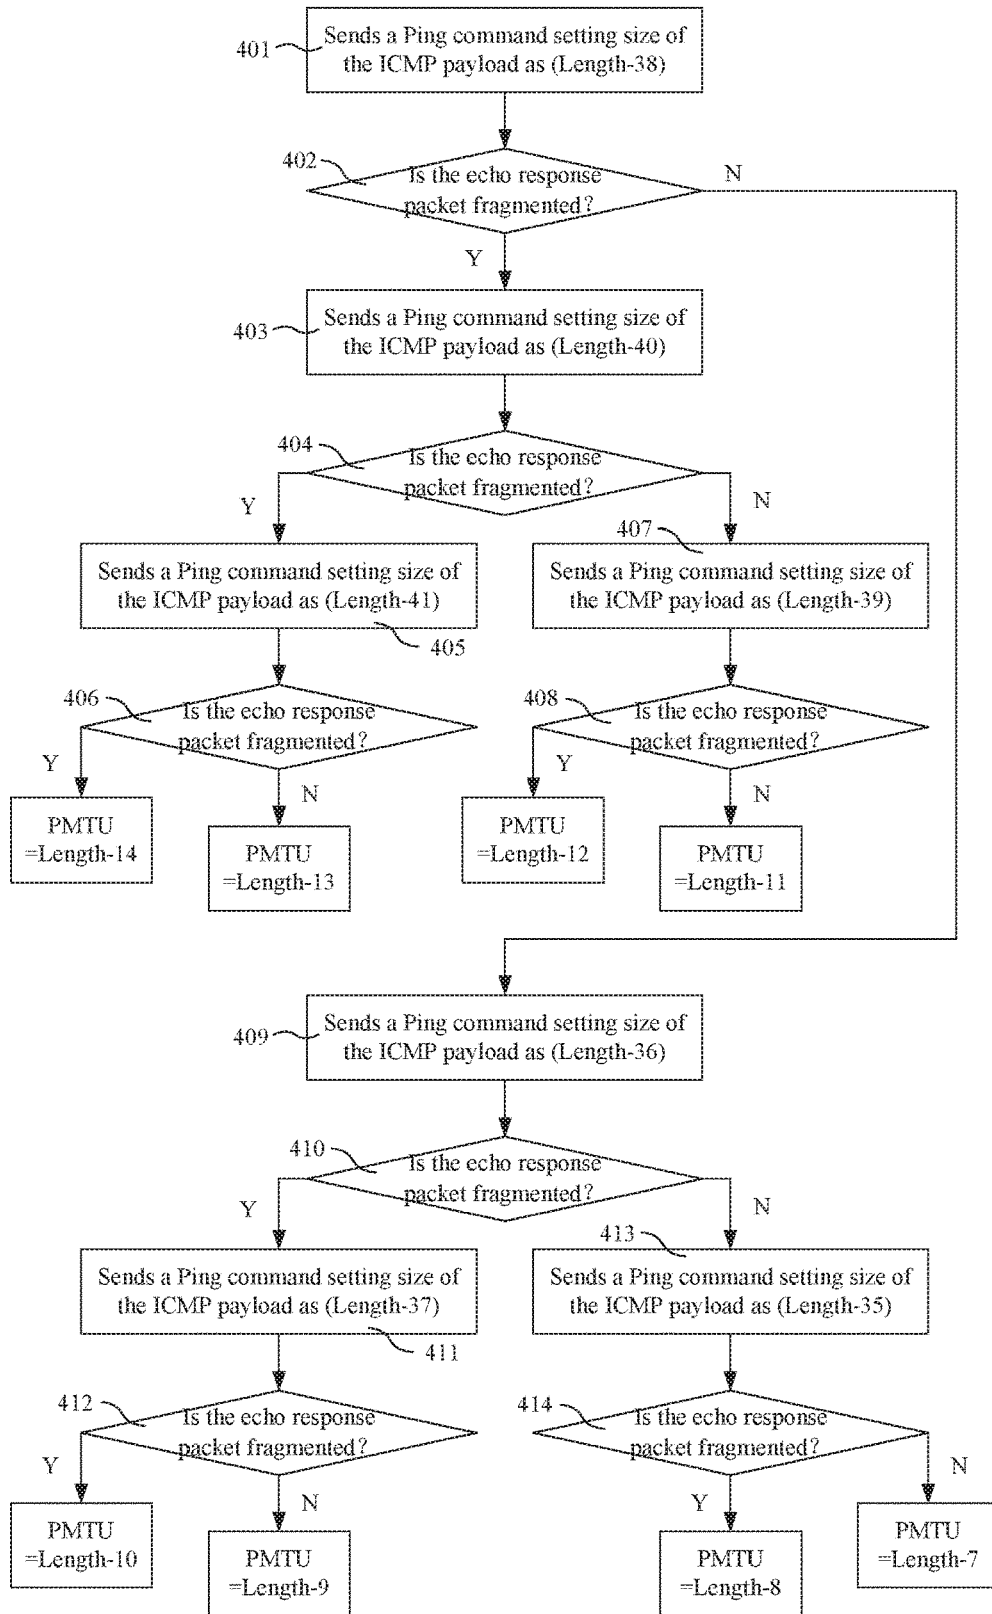 401
Sends a Ping command setting size of
the ICMP payload as (Length-38)
402
Is the echo response
packet fragmented?
N
Y
403
Sends a Ping command setting size of
the ICMP payload as (Length-40)
404
Is the echo response
packet fragmented?
Y
N
407
Sends a Ping command setting size of
the ICMP payload as (Length-41)
405
Sends a Ping command setting size of
the ICMP payload as (Length-39)
406
Is the echo response
packet fragmented?
408
Is the echo response
packet fragmented?
Y
N
Y
N
PMTU
=Length-14
PMTU
=Length-13
PMTU
=Length-12
PMTU
=Length-11
409
Sends a Ping command setting size of
the ICMP payload as (Length-36)
410
Is the echo response
packet fragmented?
Y
N
413
Sends a Ping command setting size of
the ICMP payload as (Length-37)
411
Sends a Ping command setting size of
the ICMP payload as (Length-35)
412
Is the echo response
packet fragmented?
414
Is the echo response
packet fragmented?
Y
N
Y
N
PMTU
=Length-10
PMTU
=Length-9
PMTU
=Length-8
PMTU
=Length-7